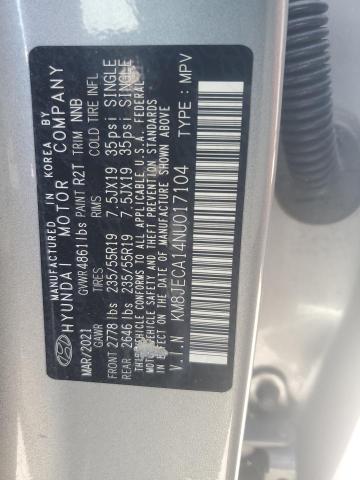 MANUFACTURED IN KOREA BY
HYUNDAI MOTOR COMPANY
MAR/2021 GVWR 4861 lbs PAINT R2T TRIM NNB
GAWR TIRES RIMS COLD TIRE INFL
FRONT 2778 lbs 235/55R19 7.5JX19 35psi SINGLE
REAR 2646 lbs 235/55R19 7.5JX19 35psi SINGLE
THIS VEHICLE CONFORMS TO ALL APPLICABLE U.S.A. FEDERAL
MOTOR VEHICLE SAFETY, BUMPER, AND THEFT PREVENTION STANDARDS
IN EFFECT ON THE DATE OF MANUFACTURE SHOWN ABOVE.
V.I.N : KM8JECA14NU017104 TYPE : MPV